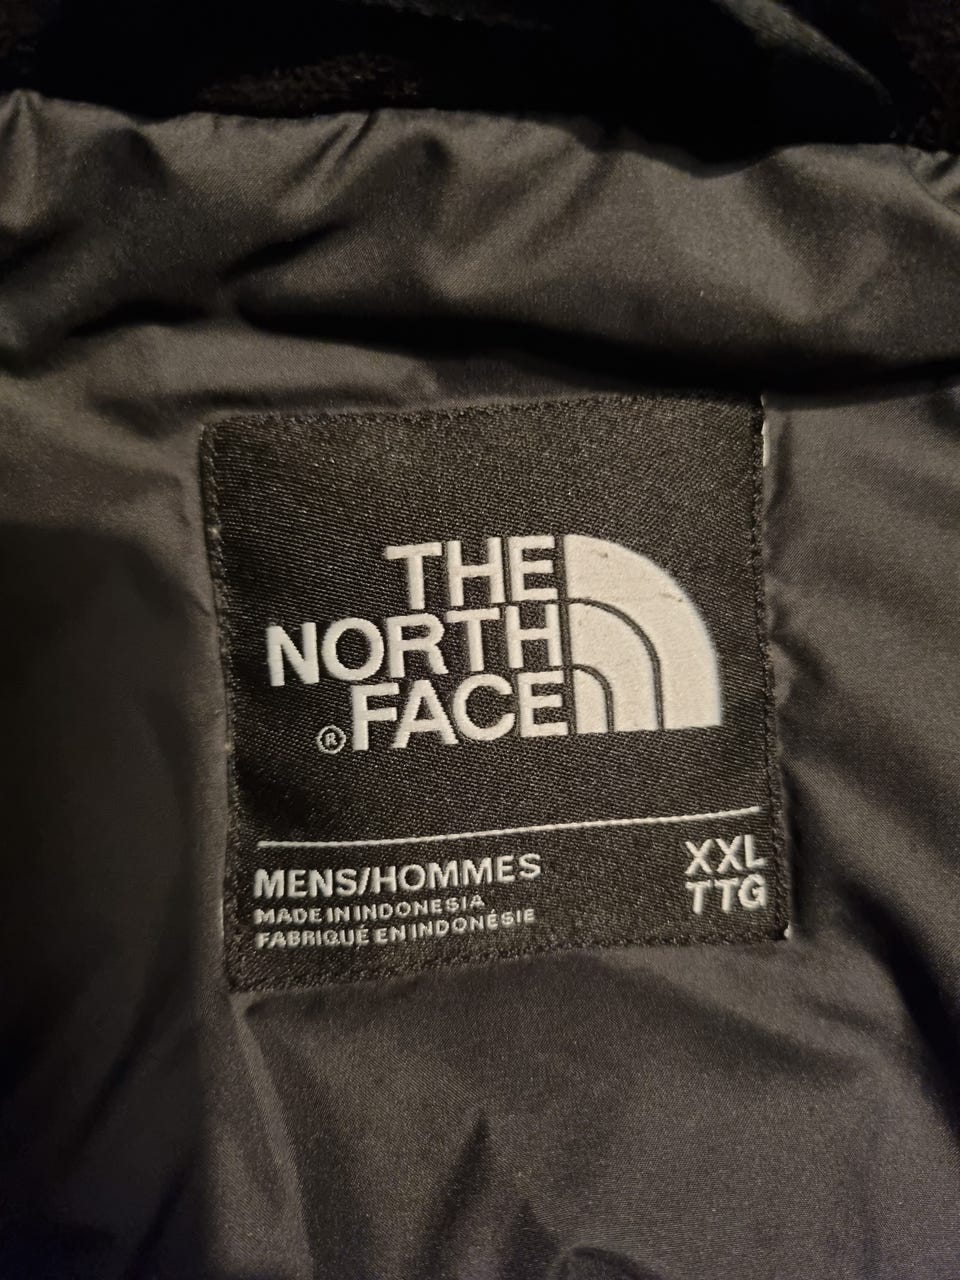 THE
NORTH
® FACE
MENS/HOMMES
MADE IN INDONESIA
FABRIQUÉ EN INDONÉSIE
XXL
TTG